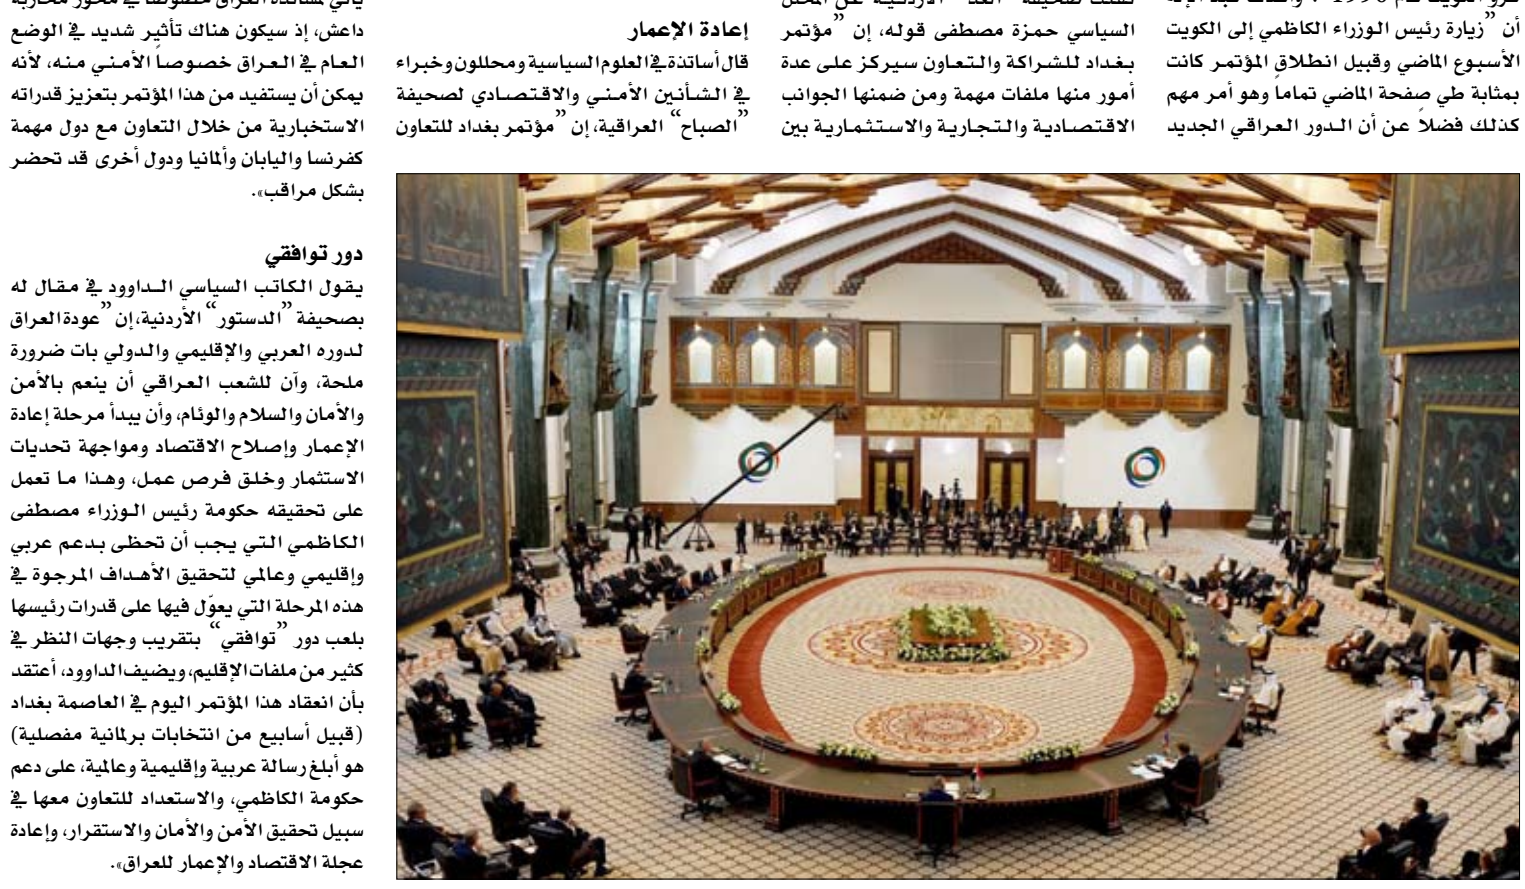 أن ”زيارة رئيس الوزراء الكاظمي إلى الكويت
الأسبوع الماضي وقبيل انطلاق المؤتمر كانت
بمثابة طي صفحة الماضي تماماً وهو أمر مهم
كذلك فضلاً عن أن الدور العراقي الجديد
السياسي حمزة مصطفى قوله، إن ”مؤتمر
بغداد للشراكة والتعاون سيركز على عدة
أمور منها ملفات مهمة ومن ضمنها الجوانب
الاقتصادية والتجارية والاستثمارية بين
إعادة الإعمار
قال أساتذة في العلوم السياسية ومحللون وخبراء
في الشأنين الأمني والاقتصادي لصحيفة
”الصباح“ العراقية، إن ”مؤتمر بغداد للتعاون
يأتي لمساندة العراق خصوصاً في محور محاربة
داعش، إذ سيكون هناك تأثير شديد في الوضع
العام في العراق خصوصاً الأمني منه، لأنه
يمكن أن يستفيد من هذا المؤتمر بتعزيز قدراته
الاستخبارية من خلال التعاون مع دول مهمة
كفرنسا واليابان وألمانيا ودول أخرى قد تحضر
بشكل مراقب».
دور توافقي
يقول الكاتب السياسي الداوود في مقال له
بصحيفة ”الدستور“ الأردنية، إن ”عودة العراق
لدوره العربي والإقليمي والدولي بات ضرورة
ملحة، وآن للشعب العراقي أن ينعم بالأمن
والأمان والسلام والوئام، وأن يبدأ مرحلة إعادة
الإعمار وإصلاح الاقتصاد ومواجهة تحديات
الاستثمار وخلق فرص عمل، وهذا ما تعمل
على تحقيقه حكومة رئيس الوزراء مصطفى
الكاظمي التي يجب أن تحظى بدعم عربي
وإقليمي وعالمي لتحقيق الأهداف المرجوة في
هذه المرحلة التي يعوّل فيها على قدرات رئيسها
بلعب دور ”توافقي“ بتقريب وجهات النظر في
كثير من ملفات الإقليم، ويضيف الداوود، أعتقد
بأن انعقاد هذا المؤتمر اليوم في العاصمة بغداد
(قبيل أسابيع من انتخابات برلمانية مفصلية)
هو أبلغ رسالة عربية وإقليمية وعالمية، على دعم
حكومة الكاظمي، والاستعداد للتعاون معها في
سبيل تحقيق الأمن والأمان والاستقرار، وإعادة
عجلة الاقتصاد والإعمار للعراق».